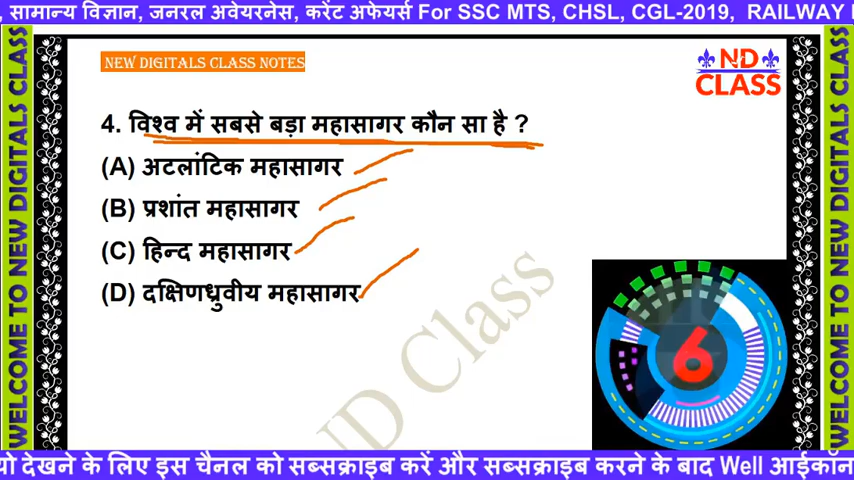 , सामान्य विज्ञान, जनरल अवेयरनेस, करेंट अफेयर्स For SSC MTS, CHSL, CGL-2019, RAILWAY
NEW DIGITALS CLASS NOTES
ND
CLASS
4. विश्व में सबसे बड़ा महासागर कौन सा है ?
(A) अटलांटिक महासागर
(B) प्रशांत महासागर
(C) हिन्द महासागर
(D) दक्षिणध्रुवीय महासागर
6
ND Class
WELCOME TO NEW DIGITALS CLASS
WELCOME TO NEW DIGITALS CLASS
यो देखने के लिए इस चैनल को सब्सक्राइब करें और सब्सक्राइब करने के बाद Well आईकॉन